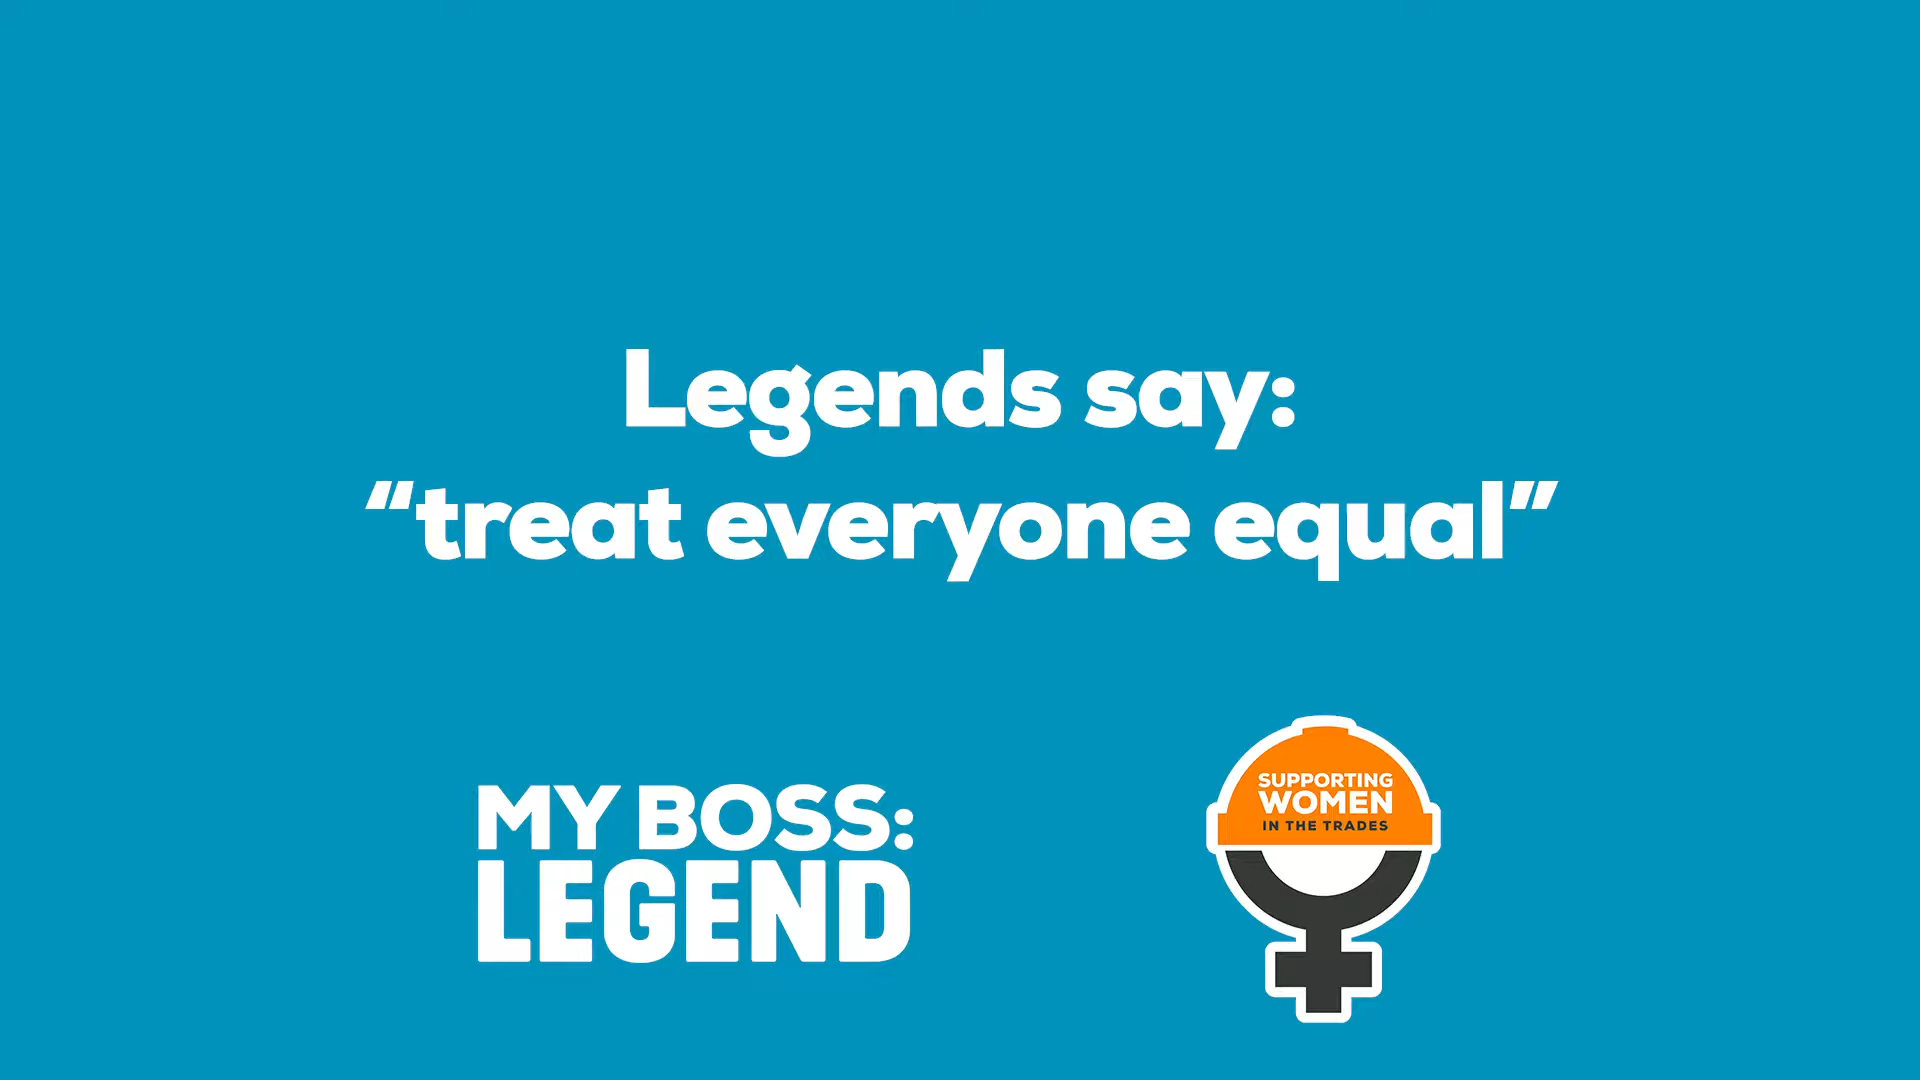 Legends say:
“treat everyone equal”
MY BOSS:
LEGEND
SUPPORTING
WOMEN
IN THE TRADES